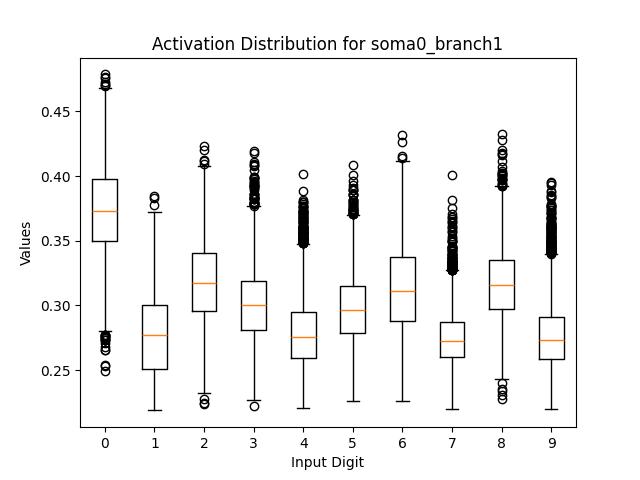 Activation Distribution for soma0_branch1
0.45
0.40
0.35
0.30
0.25
Values
0 1 2 3 4 5 6 7 8 9
Input Digit